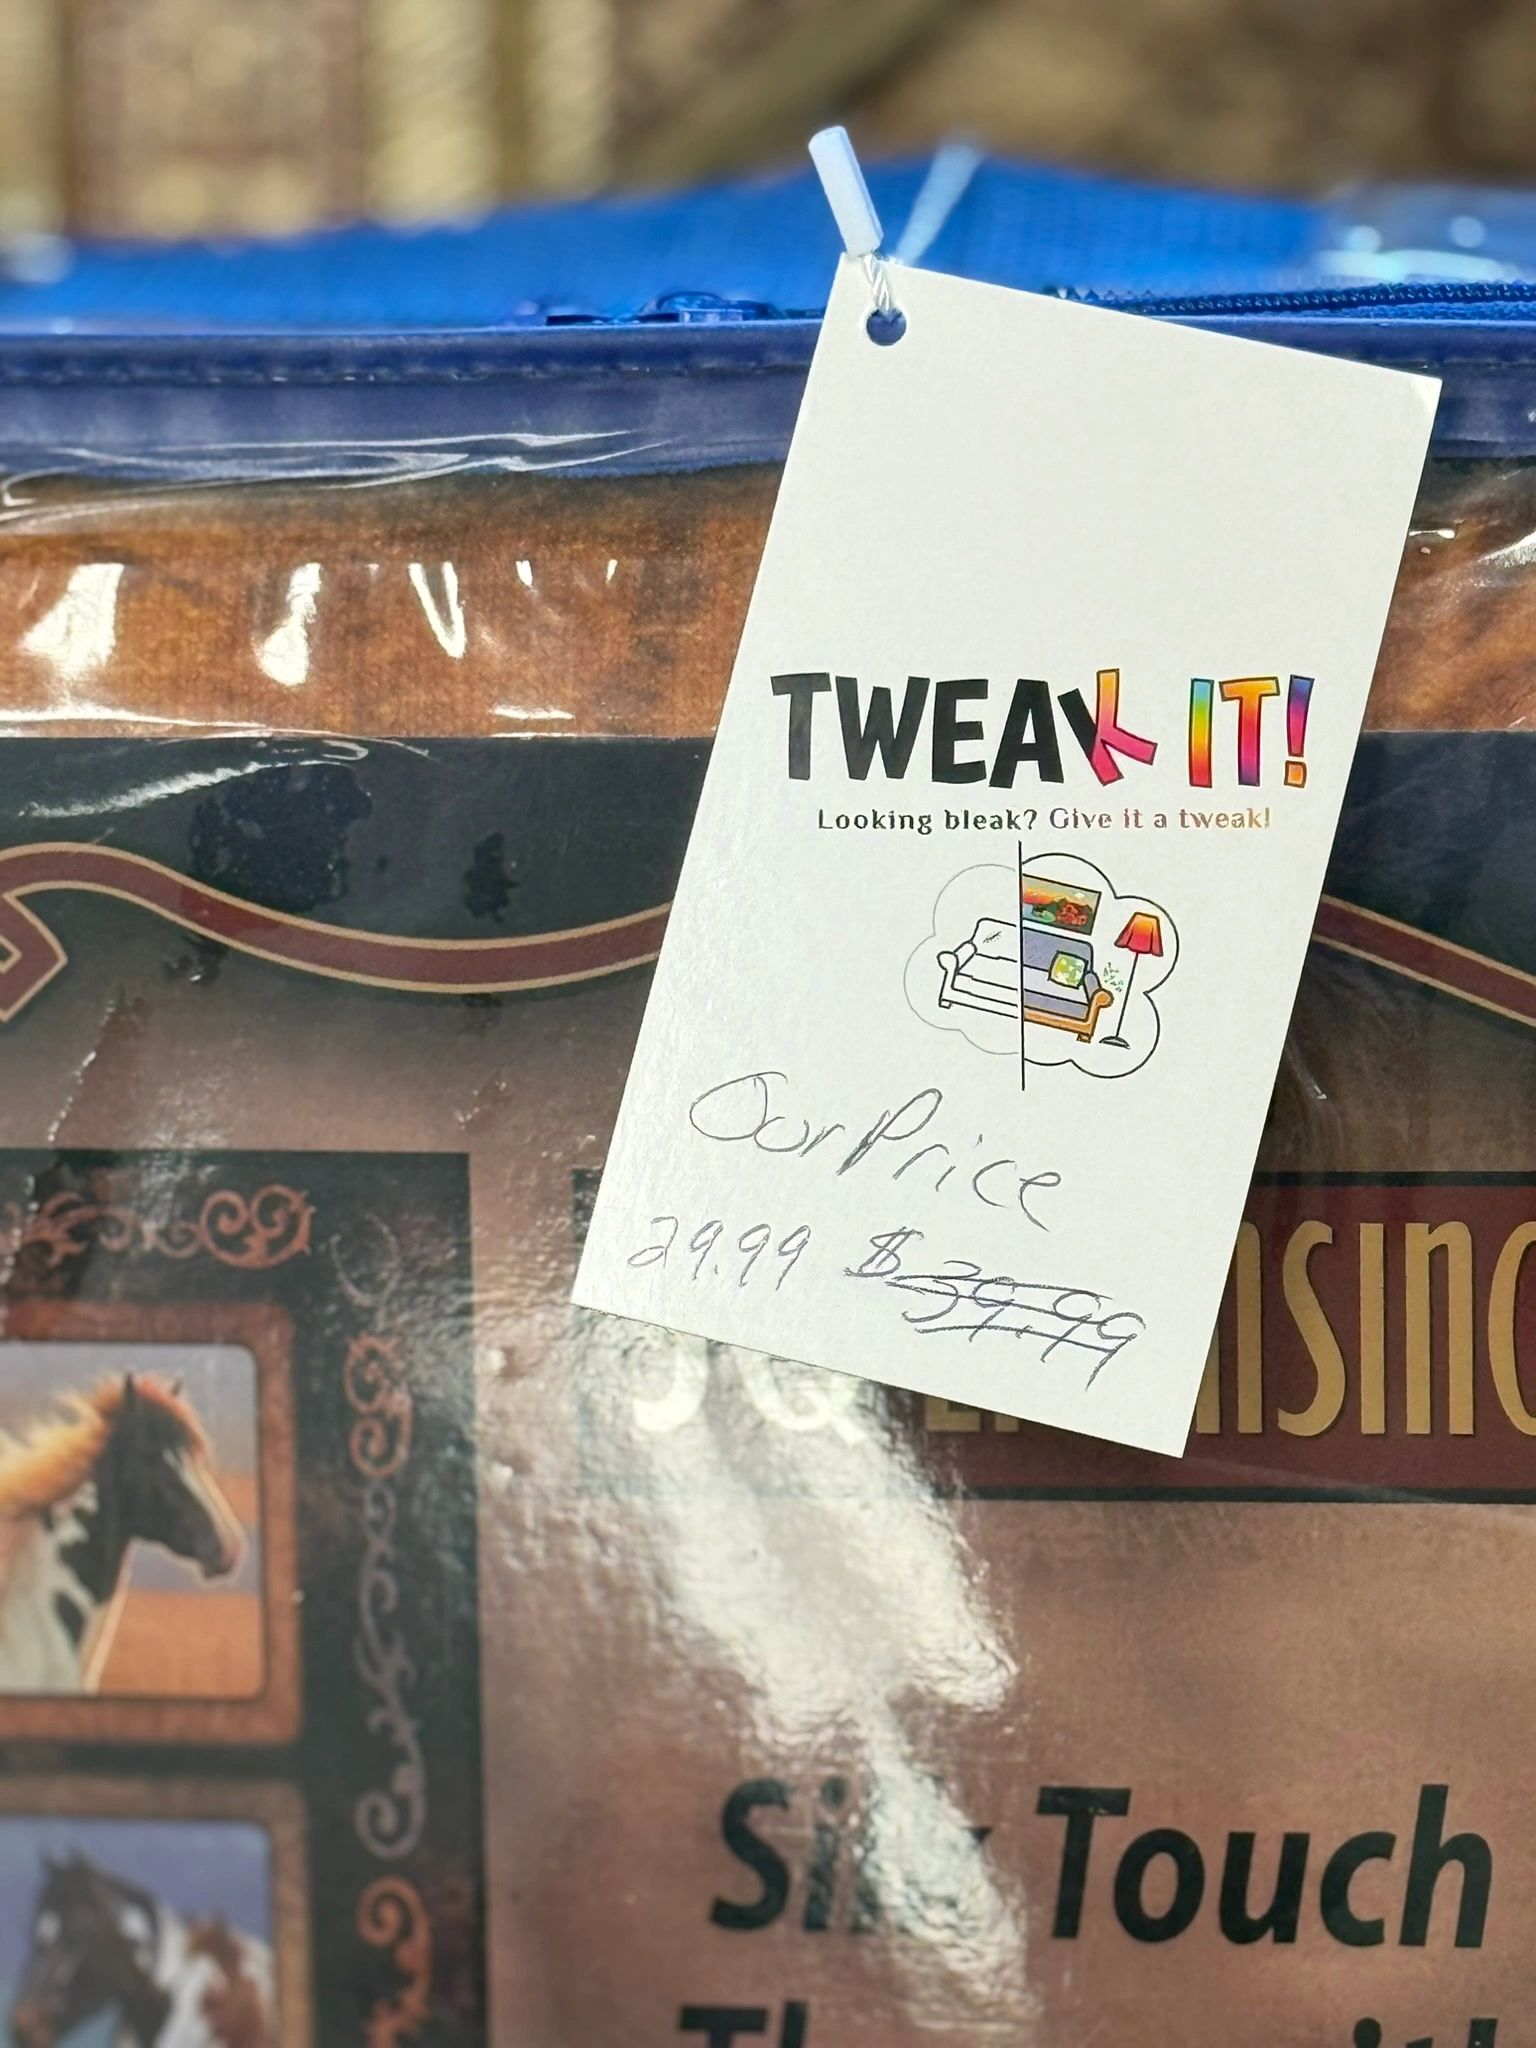 TWEAK IT!
Looking bleak? Give it a tweak!
Our Price
29.99 $39.99
Touch